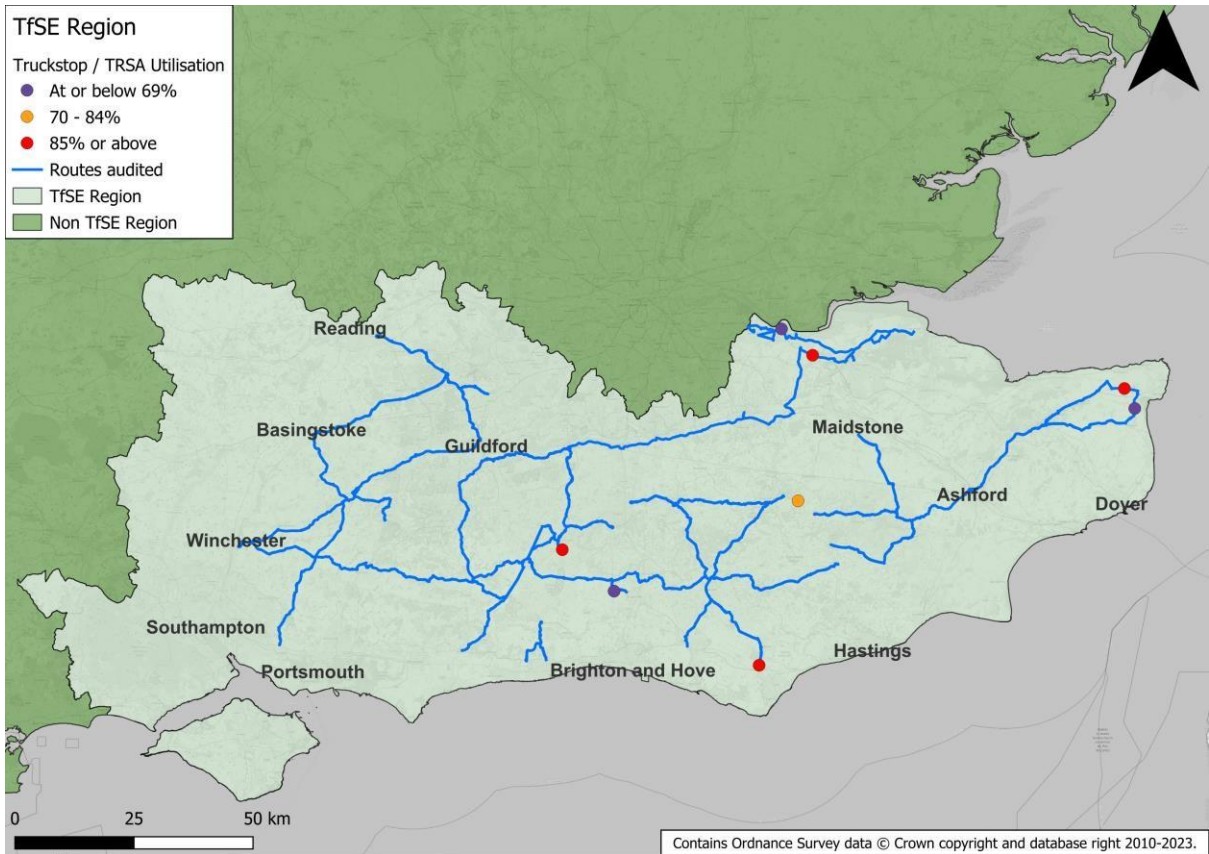 TfSE Region
Truckstop / TRSA Utilisation
At or below 69%
70 - 84%
85% or above
Routes audited
TfSE Region
Non TfSE Region
Reading
Basingstoke
Guildford
Maidstone
Ashford
Dover
Winchester
Southampton
Portsmouth
Brighton and Hove
Hastings
0 25 50 km
Contains Ordnance Survey data © Crown copyright and database right 2010-2023.